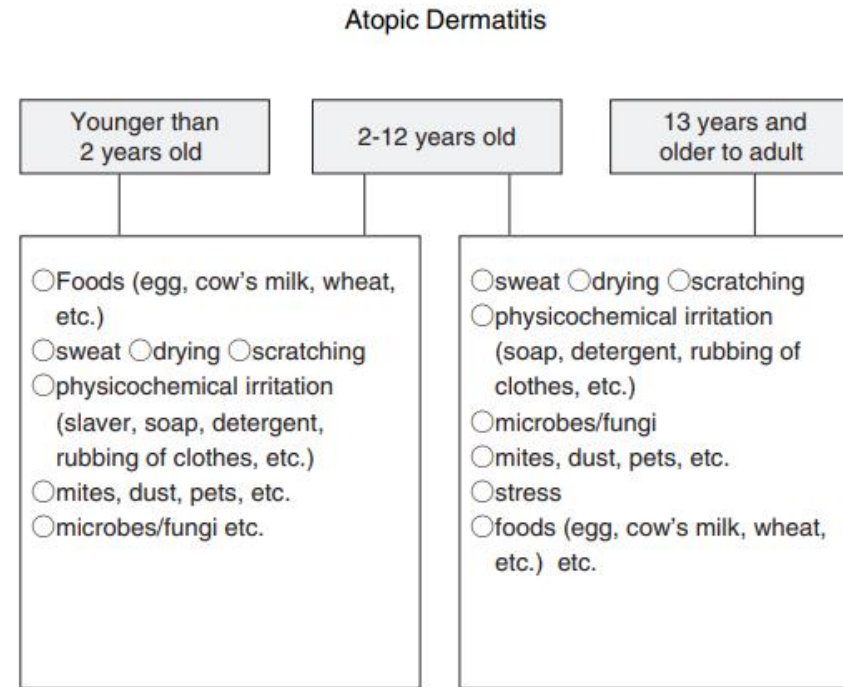 Atopic Dermatitis
Younger than
2 years old
2-12 years old
13 years and
older to adult
○Foods (egg, cow's milk, wheat,
etc.)
○sweat ○drying ○scratching
○physicochemical irritation
(slaver, soap, detergent,
rubbing of clothes, etc.)
○mites, dust, pets, etc.
○microbes/fungi etc.
○sweat ○drying ○scratching
○physicochemical irritation
(soap, detergent, rubbing of
clothes, etc.)
○microbes/fungi
○mites, dust, pets, etc.
○stress
○foods (egg, cow's milk, wheat,
etc.)  etc.